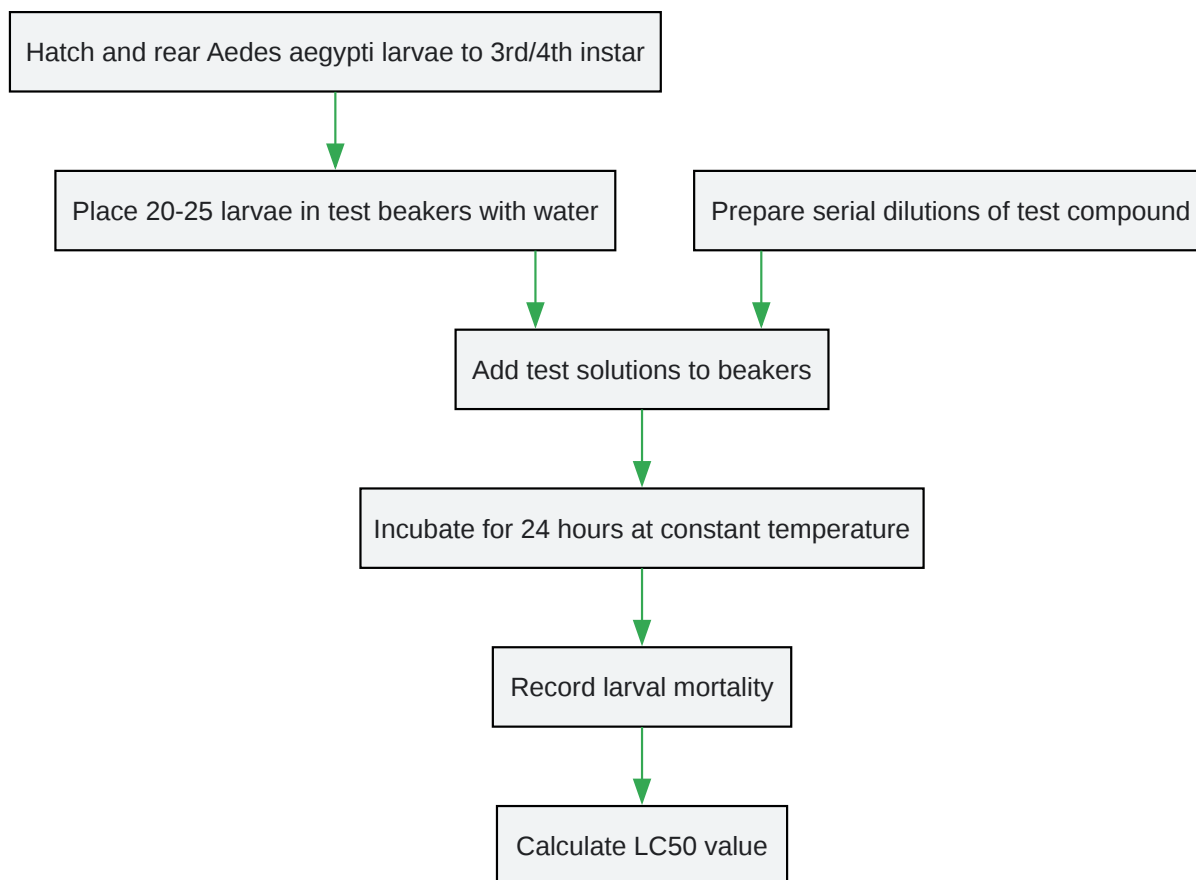 Hatch and rear Aedes aegypti larvae to 3rd/4th instar
Place 20-25 larvae in test beakers with water
Prepare serial dilutions of test compound
Add test solutions to beakers
Incubate for 24 hours at constant temperature
Record larval mortality
Calculate LC50 value